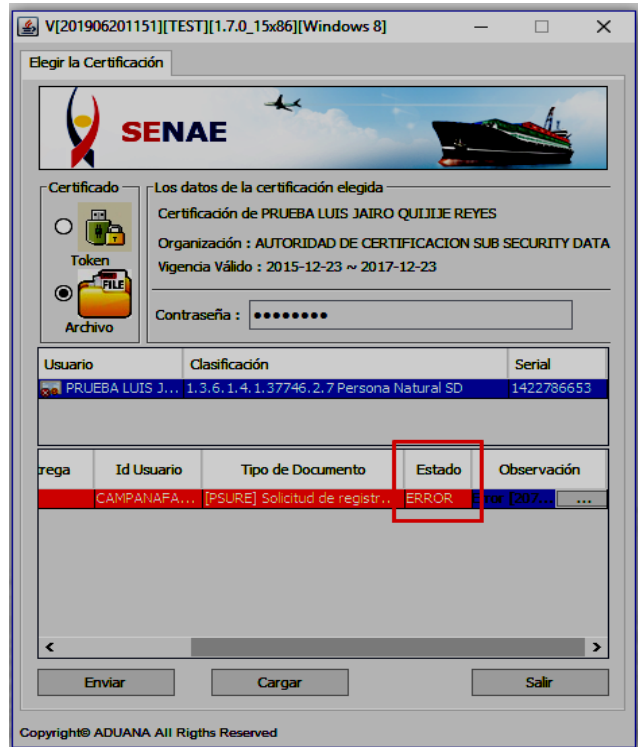 V[201906201151][TEST][1.7.0_15x86][Windows 8]
Elegir la Certificación
SENAE
Certificado
Los datos de la certificación elegida
Certificación de PRUEBA LUIS JAIRO QUIJIJE REYES
Organización : AUTORIDAD DE CERTIFICACION SUB SECURITY DATA
Token
Vigencia Válido : 2015-12-23 ~ 2017-12-23
FILE
Archivo
Contraseña : ●●●●●●●●
Usuario Clasificación Serial
PRUEBA LUIS J... 1.3.6.1.4.1.37746.2.7 Persona Natural SD 1422786653
rega Id Usuario Tipo de Documento Estado Observación
CAMPANAFA... [PSURE] Solicitud de registr... ERROR [207... ...
Enviar Cargar Salir
Copyright© ADUANA All Rigths Reserved